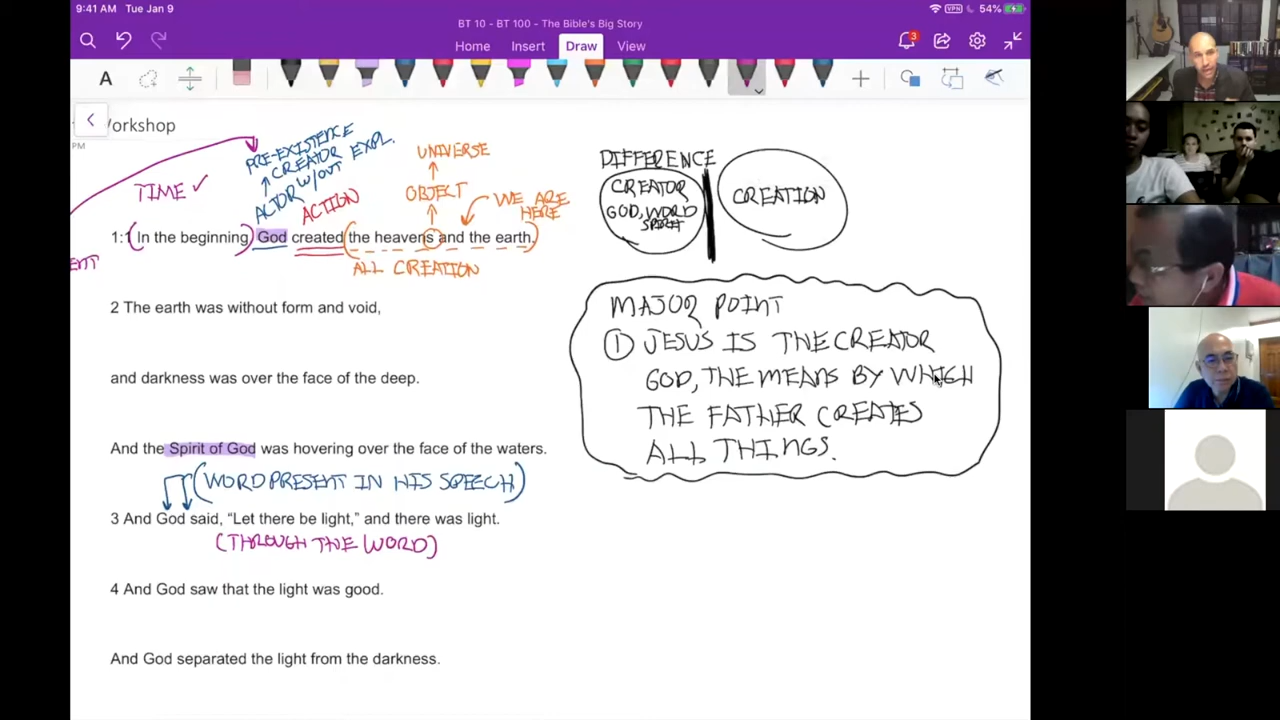 9:41 AM Tue Jan 9
54%
VPN
BT 10 - BT 100 - The Bible's Big Story
Home Insert Draw View
3
A
Workshop
PM
PRE-EXISTENCE
CREATOR EXPL.
W/OUT
ACTOR
TIME ✓
ACTION
UNIVERSE
OBJECT
WE ARE
HERE
1:1 (In the beginning) God created (the heavens and the earth.)
ALL CREATION
ENT
2 The earth was without form and void,
and darkness was over the face of the deep.
And the Spirit of God was hovering over the face of the waters.
(WORD PRESENT IN HIS SPEECH)
3 And God said, “Let there be light,” and there was light.
(THROUGH THE WORD)
4 And God saw that the light was good.
And God separated the light from the darkness.
DIFFERENCE
CREATOR
GOD, WORD
SPIRIT
CREATION
MAJOR POINT
① JESUS IS THE CREATOR
GOD, THE MEANS BY WHICH
THE FATHER CREATES
ALL THINGS.